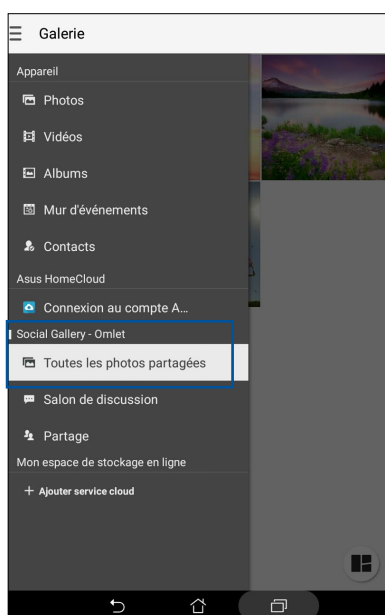 Galerie
Appareil
Photos
Vidéos
Albums
Mur d'événements
Contacts
Asus HomeCloud
Connexion au compte A...
Social Gallery - Omlet
Toutes les photos partagées
Salon de discussion
Partage
Mon espace de stockage en ligne
+ Ajouter service cloud